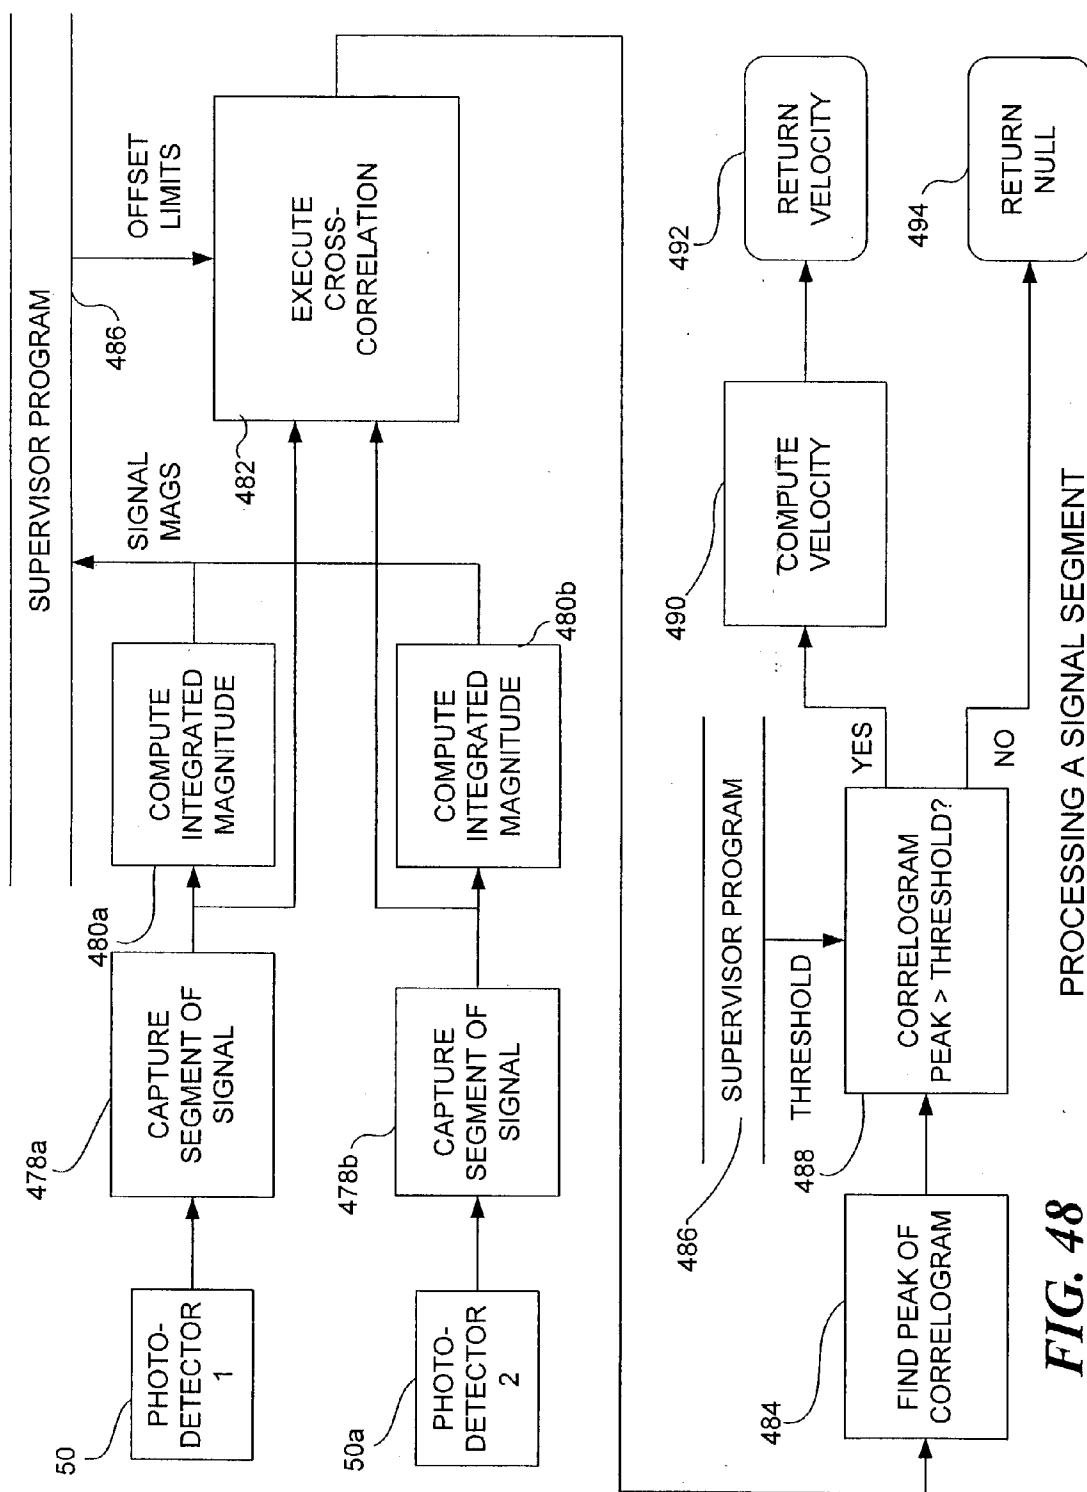 SUPERVISOR PROGRAM
486
SIGNAL
MAGS
OFFSET
LIMITS
50
PHOTO-
DETECTOR
1
478a
CAPTURE
SEGMENT OF
SIGNAL
480a
COMPUTE
INTEGRATED
MAGNITUDE
482
EXECUTE
CROSS-
CORRELATION
50a
PHOTO-
DETECTOR
2
478b
CAPTURE
SEGMENT OF
SIGNAL
480b
COMPUTE
INTEGRATED
MAGNITUDE
486
SUPERVISOR PROGRAM
THRESHOLD
484
FIND PEAK OF
CORRELOGRAM
488
CORRELOGRAM
PEAK > THRESHOLD?
YES
NO
490
COMPUTE
VELOCITY
492
RETURN
VELOCITY
494
RETURN
NULL
FIG. 48
PROCESSING A SIGNAL SEGMENT